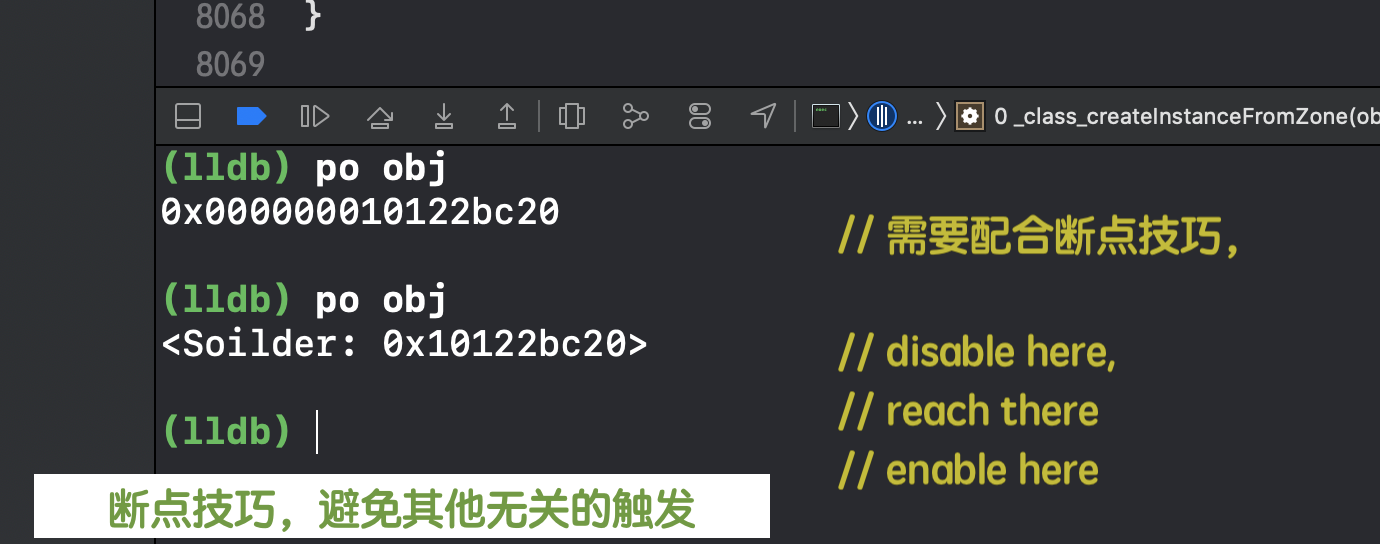 8068 }
8069
... 0 _class_createInstanceFromZone(ob
(lldb) po obj
0x000000010122bc20
// 需要配合断点技巧，
(lldb) po obj
<Soilder: 0x10122bc20>
// disable here,
// reach there
(lldb)
// enable here
断点技巧，避免其他无关的触发